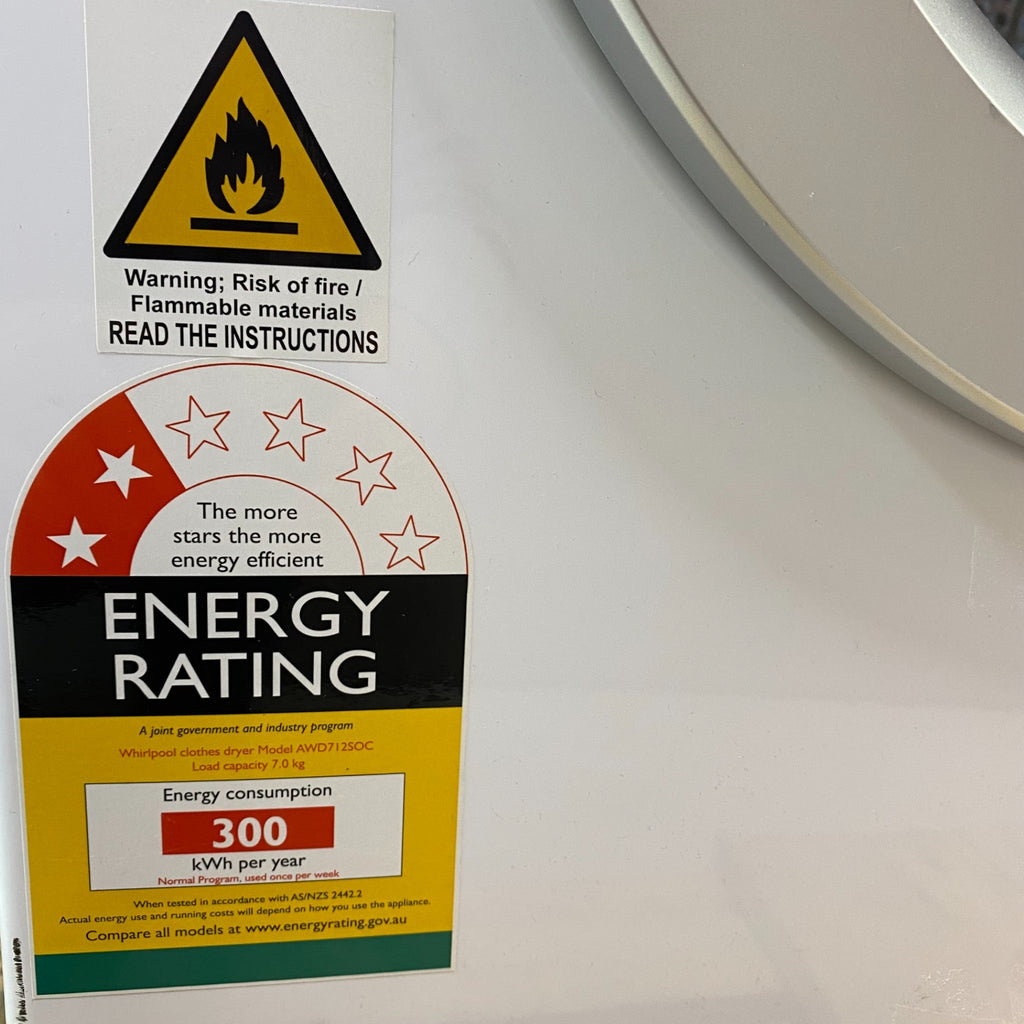 Warning; Risk of fire /
Flammable materials
READ THE INSTRUCTIONS
The more
stars the more
energy efficient
ENERGY
RATING
A joint government and industry program
Whirlpool clothes dryer Model AWD712SOC
Load capacity 7.0 kg
Energy consumption
300
kWh per year
Normal Program, used once per week
When tested in accordance with AS/NZS 2442.2
Actual energy use and running costs will depend on how you use the appliance.
Compare all models at www.energyrating.gov.au